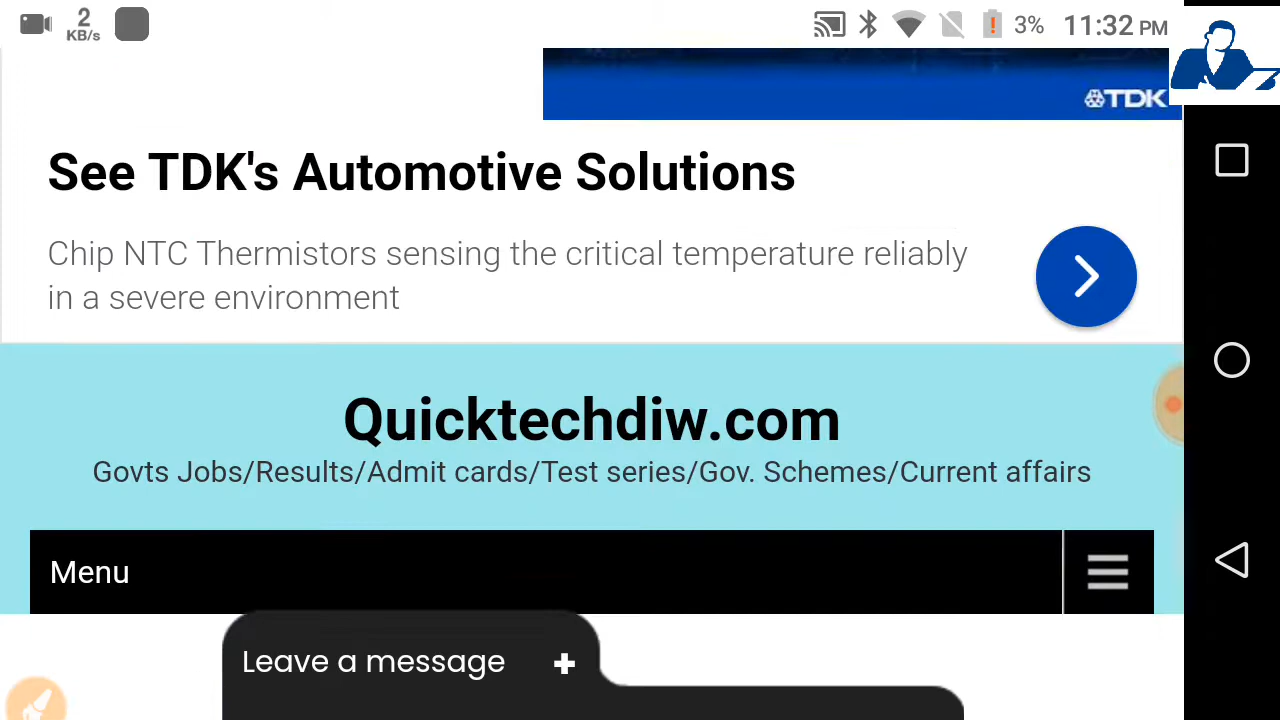 2
KB/s
3%
11:32 PM
TDK
See TDK's Automotive Solutions
Chip NTC Thermistors sensing the critical temperature reliably
in a severe environment
Quicktechdiw.com
Govts Jobs/Results/Admit cards/Test series/Gov. Schemes/Current affairs
Menu
Leave a message +